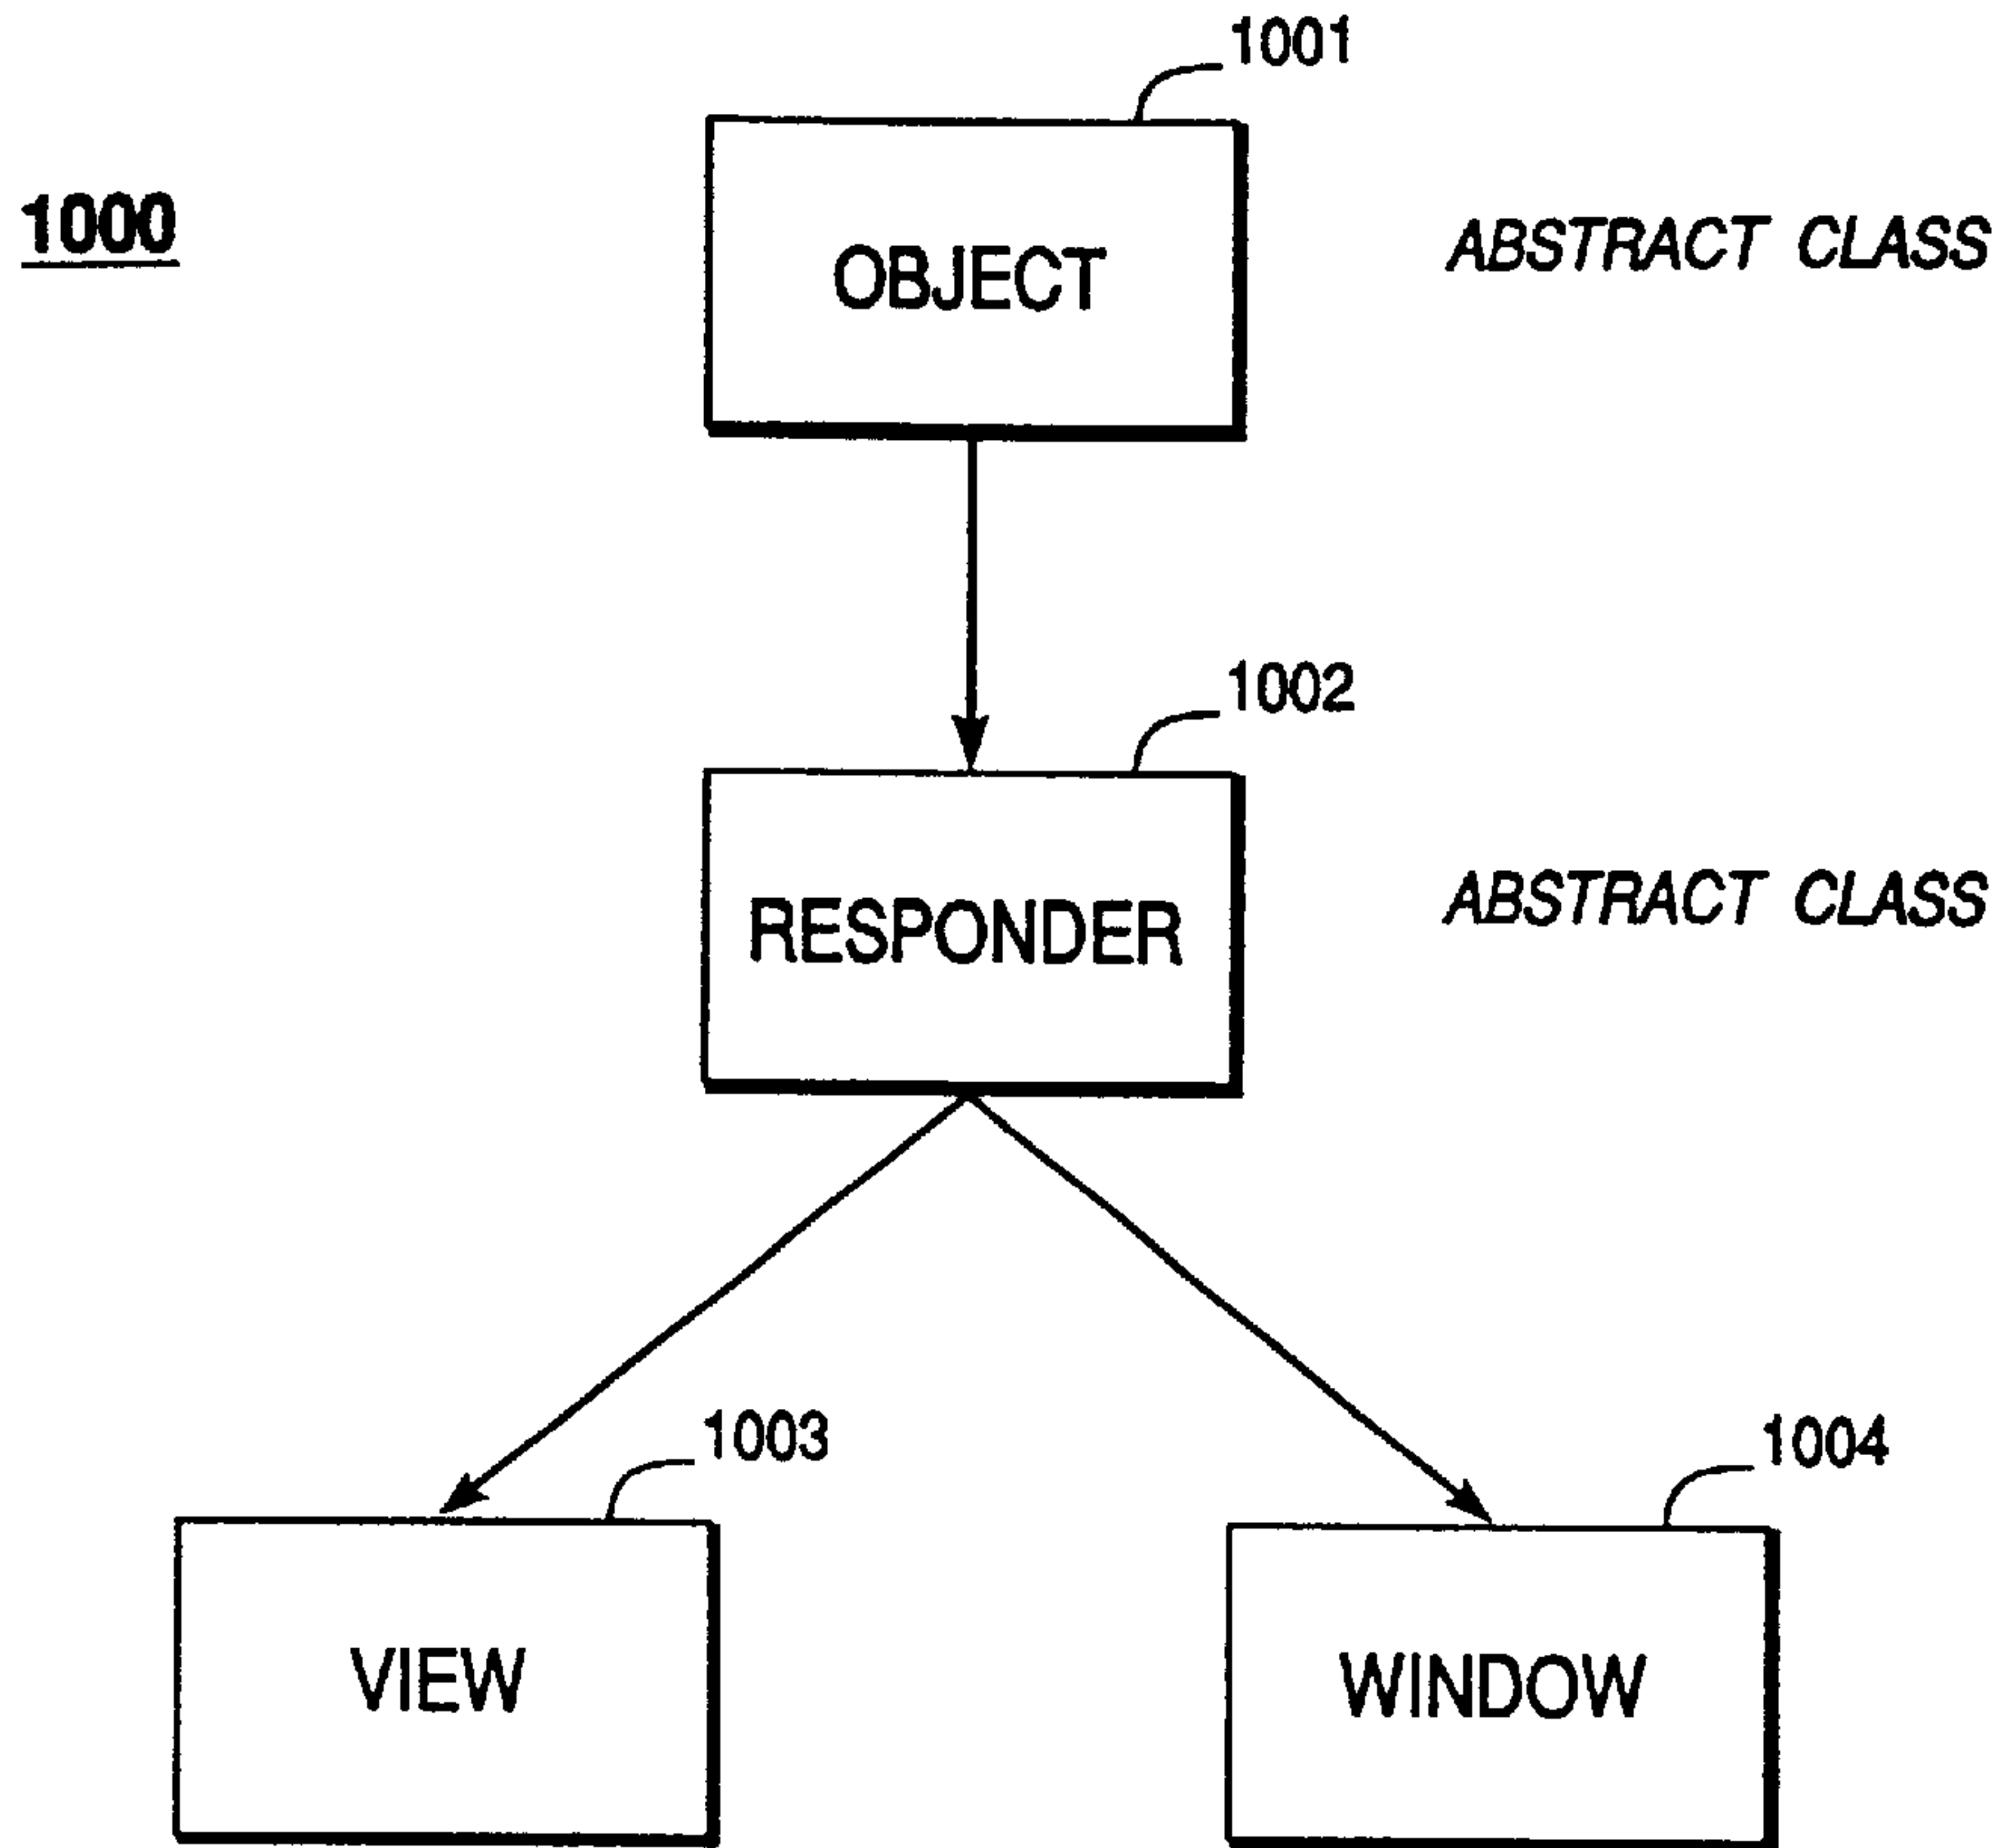 1001
1000
OBJECT
ABSTRACT CLASS
1002
RESPONDER
ABSTRACT CLASS
1003
1004
VIEW
WINDOW